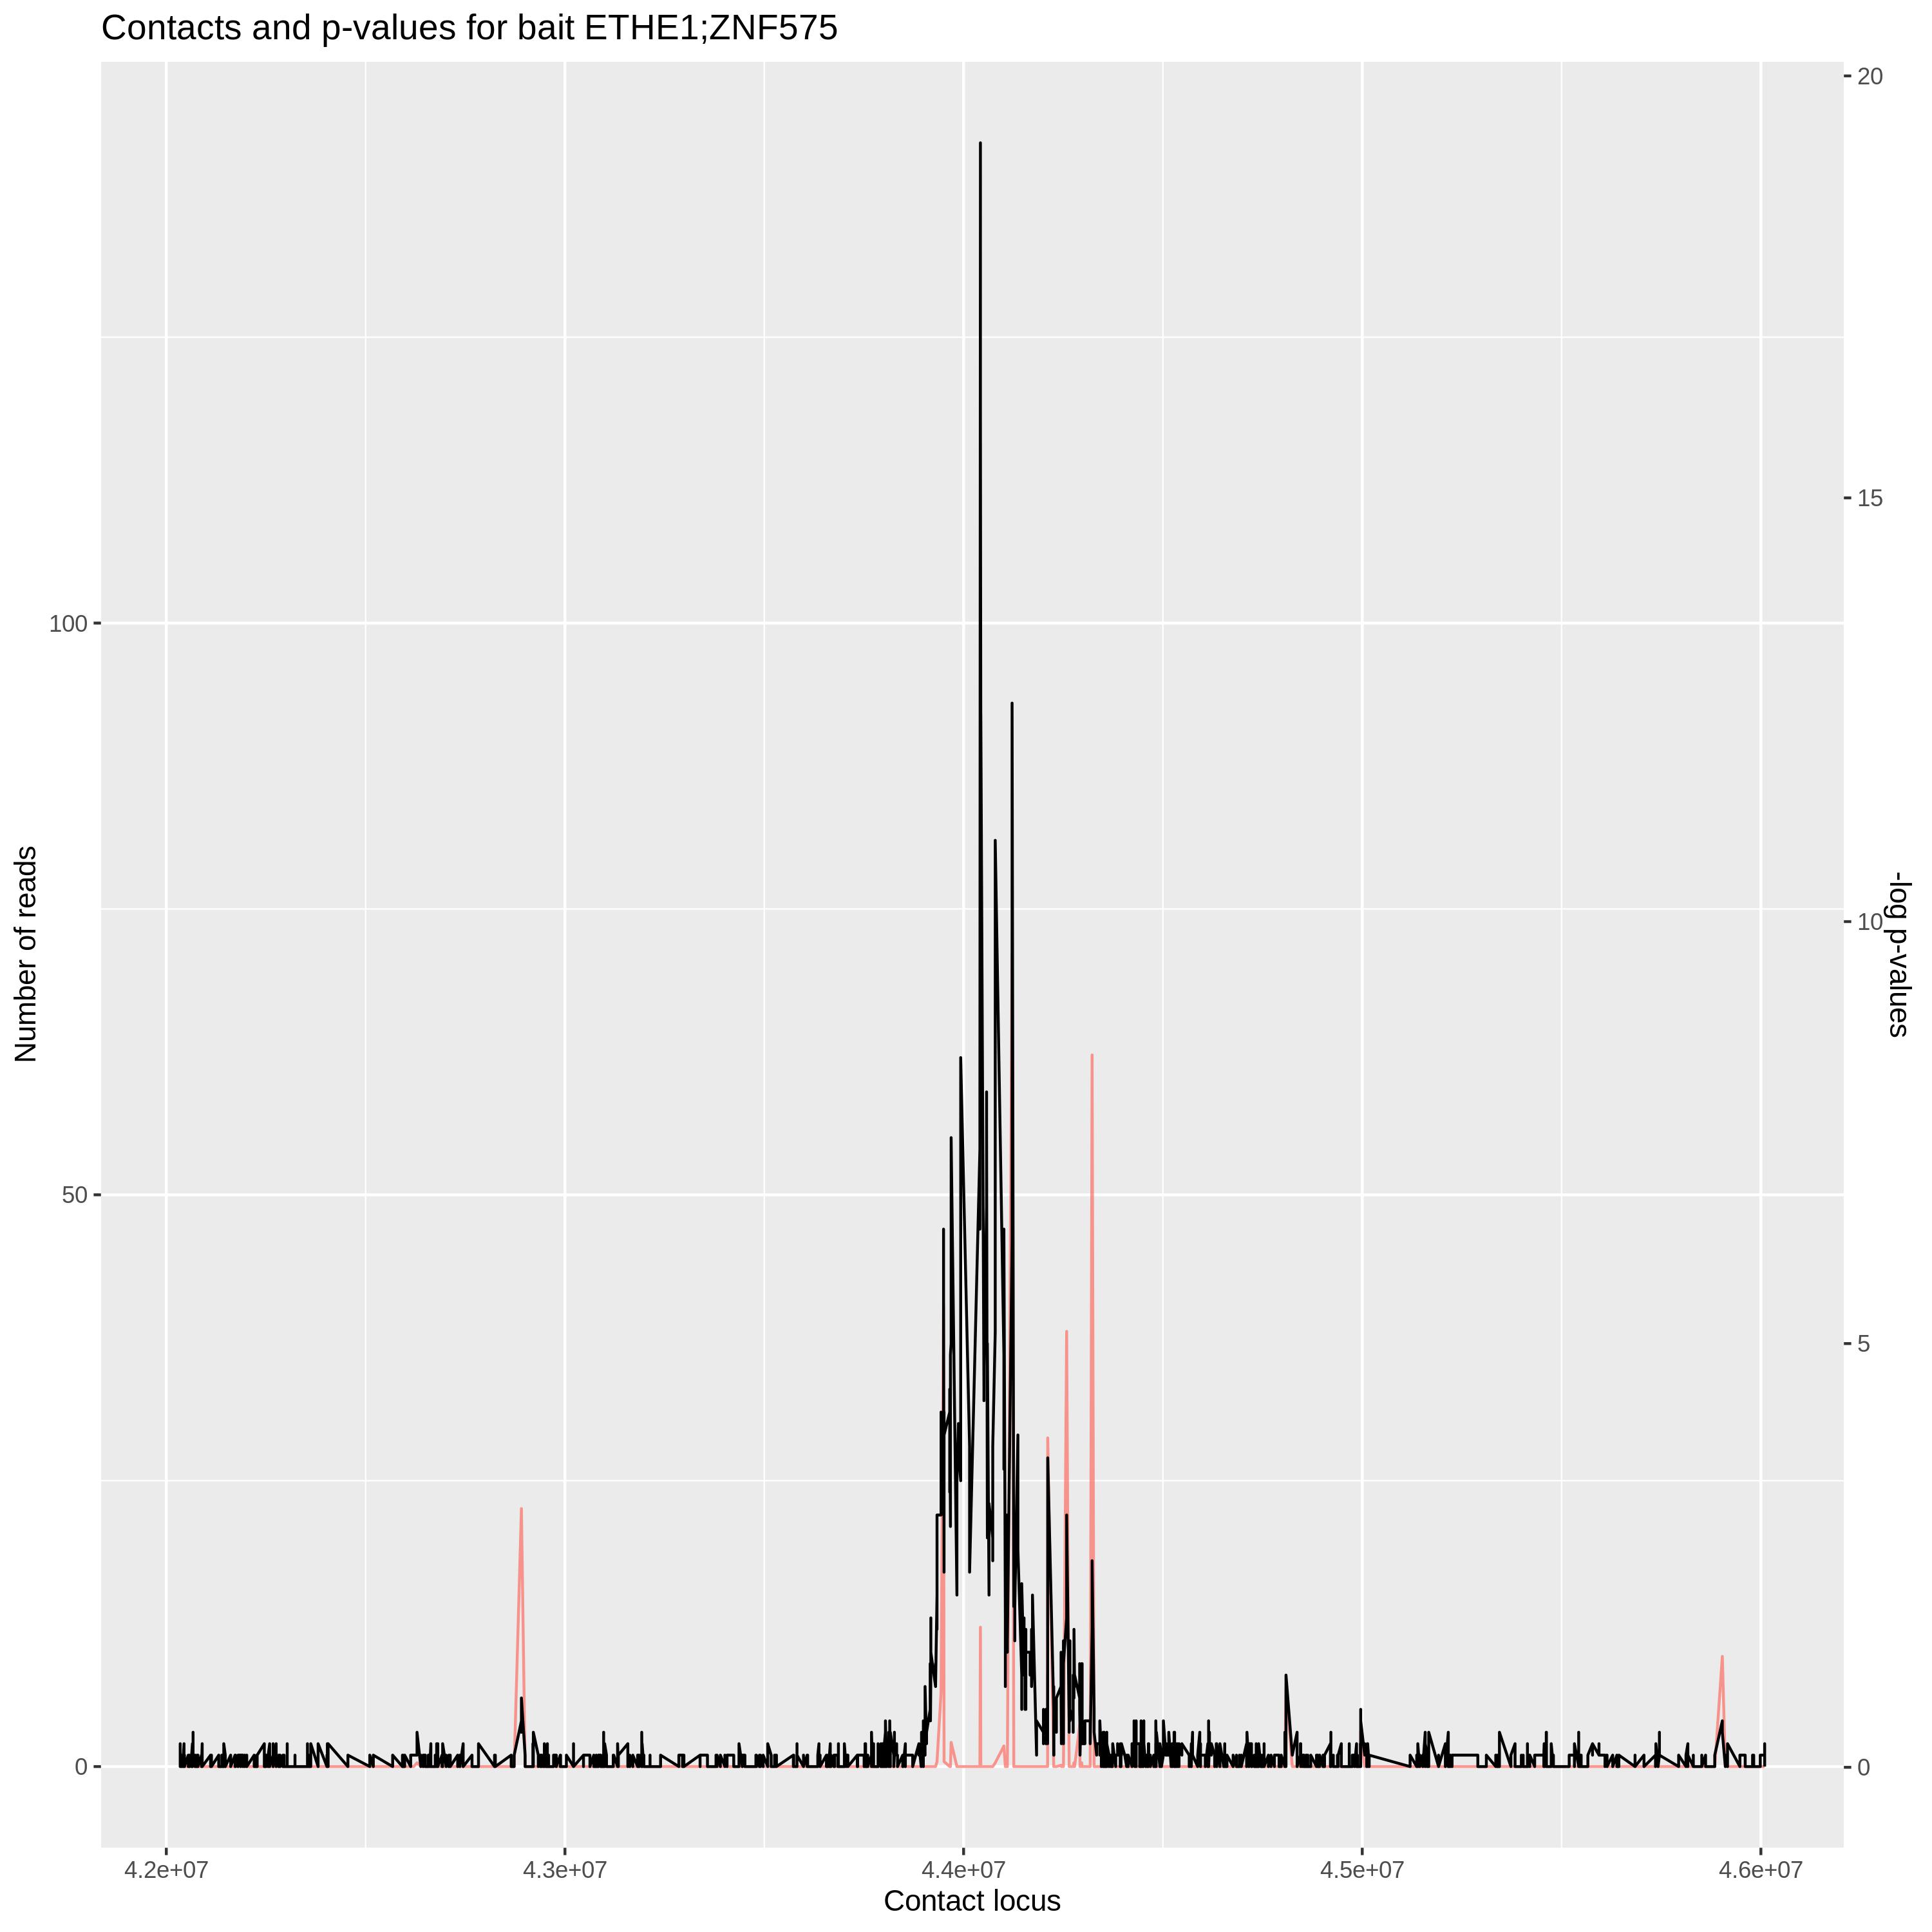 Contacts and p-values for bait ETHE1;ZNF575
20
15
100
Number of reads
10
-log p-values
50
5
0
0
4.2e+07
4.3e+07
4.4e+07
4.5e+07
4.6e+07
Contact locus